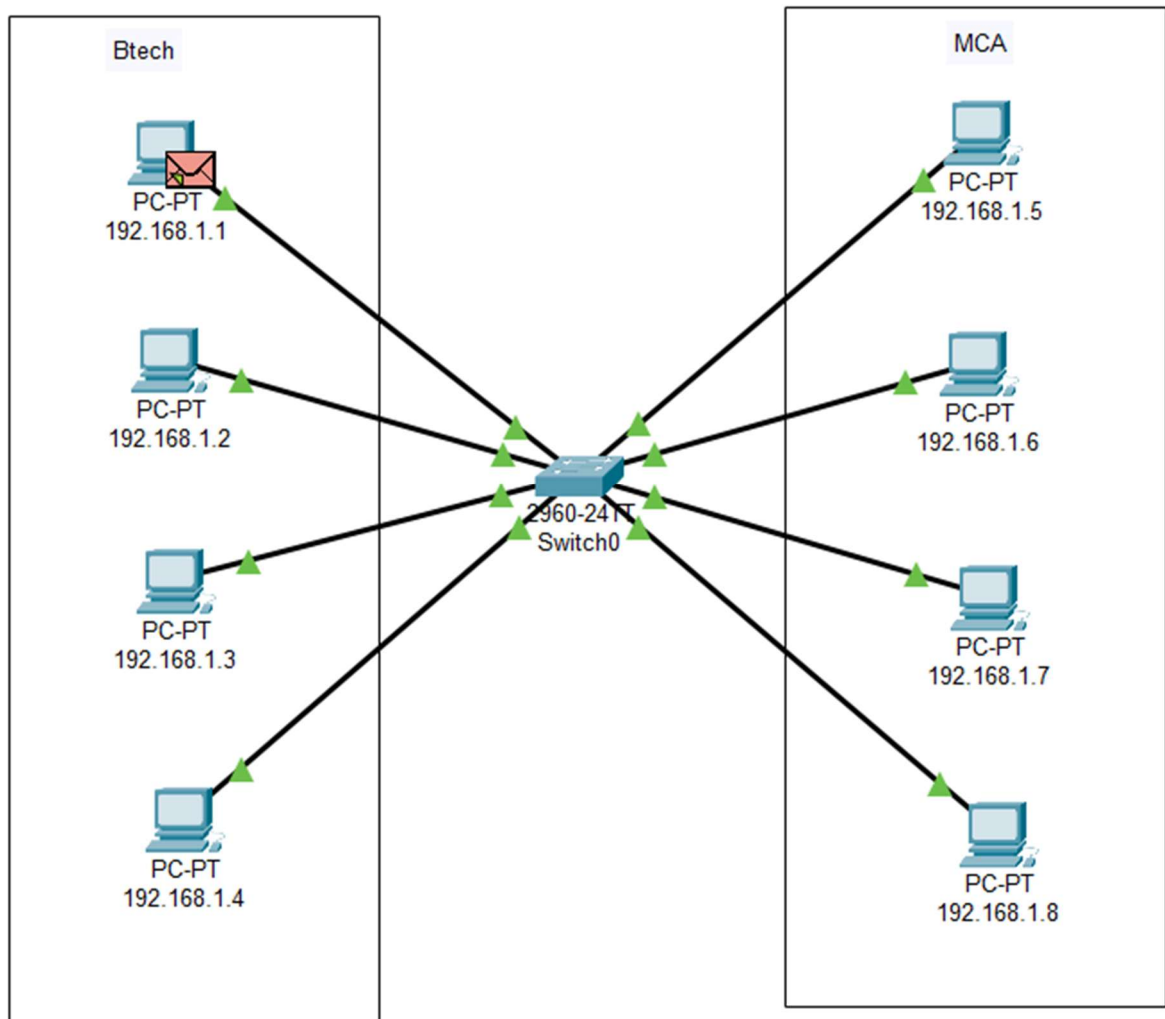 Btech
PC-PT
192.168.1.1
PC-PT
192.168.1.2
PC-PT
192.168.1.3
PC-PT
192.168.1.4
2960-24TT
Switch0
MCA
PC-PT
192.168.1.5
PC-PT
192.168.1.6
PC-PT
192.168.1.7
PC-PT
192.168.1.8